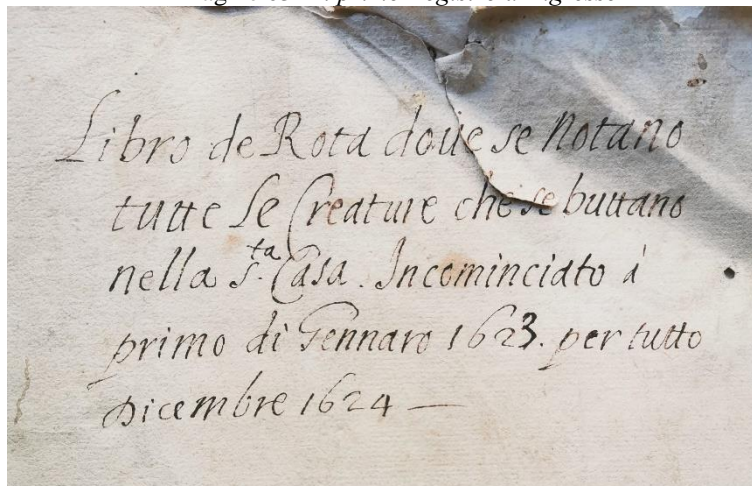 Libro de Rota doue se Notano
tutte Le Creature che se buttano
nella S.ta Casa. Incominciato à
primo di Gennaro 1623. per tutto
Dicembre 1624 —